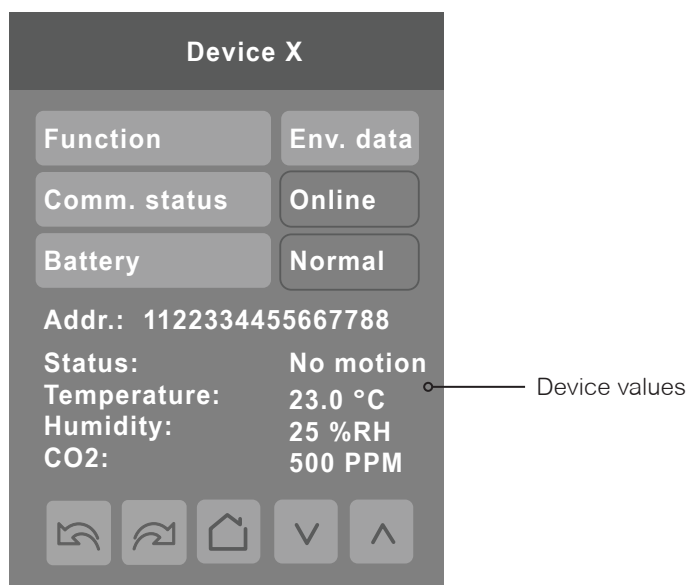 Device X
Function Env. data
Comm. status Online
Battery Normal
Addr.: 1122334455667788
Status: No motion
Temperature: 23.0 °C
Humidity: 25 %RH
CO2: 500 PPM
Device values